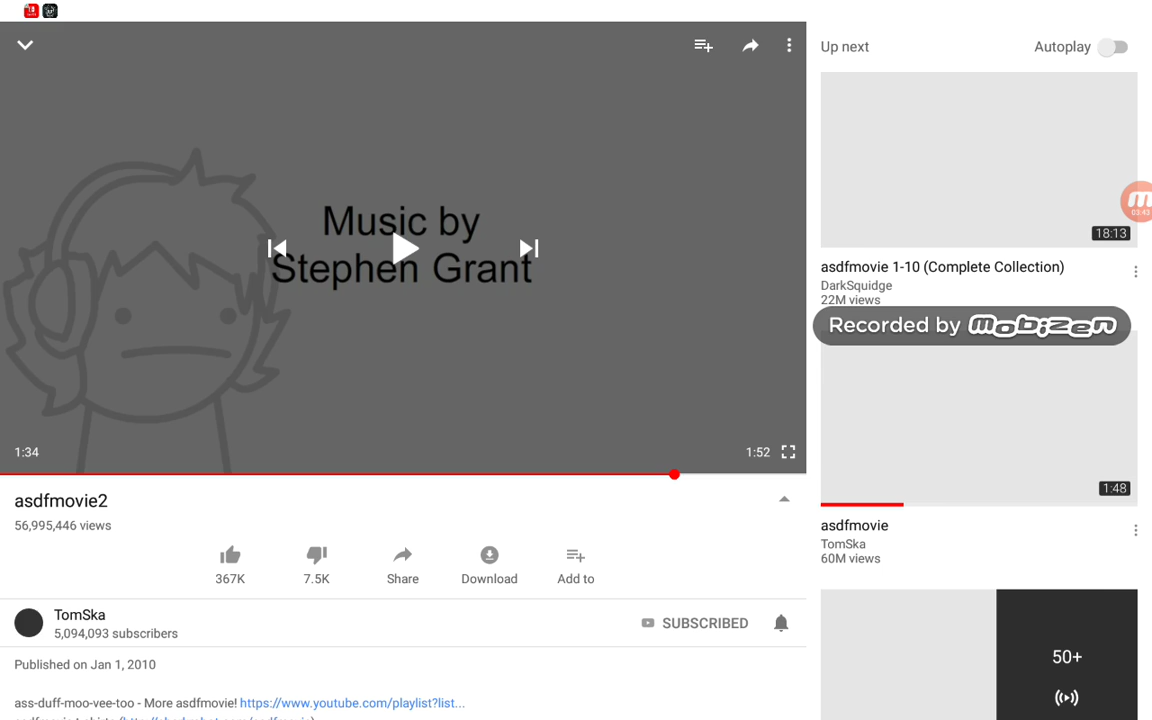 Up next
Autoplay
Music by
Stephen Grant
1:34
1:52
18:13
03:43
asdfmovie 1-10 (Complete Collection)
DarkSquidge
22M views
Recorded by mobizen
1:48
asdfmovie2
56,995,446 views
asdfmovie
TomSka
60M views
367K
7.5K
Share
Download
Add to
TomSka
5,094,093 subscribers
SUBSCRIBED
50+
Published on Jan 1, 2010
ass-duff-moo-vee-too - More asdfmovie! https://www.youtube.com/playlist?list...